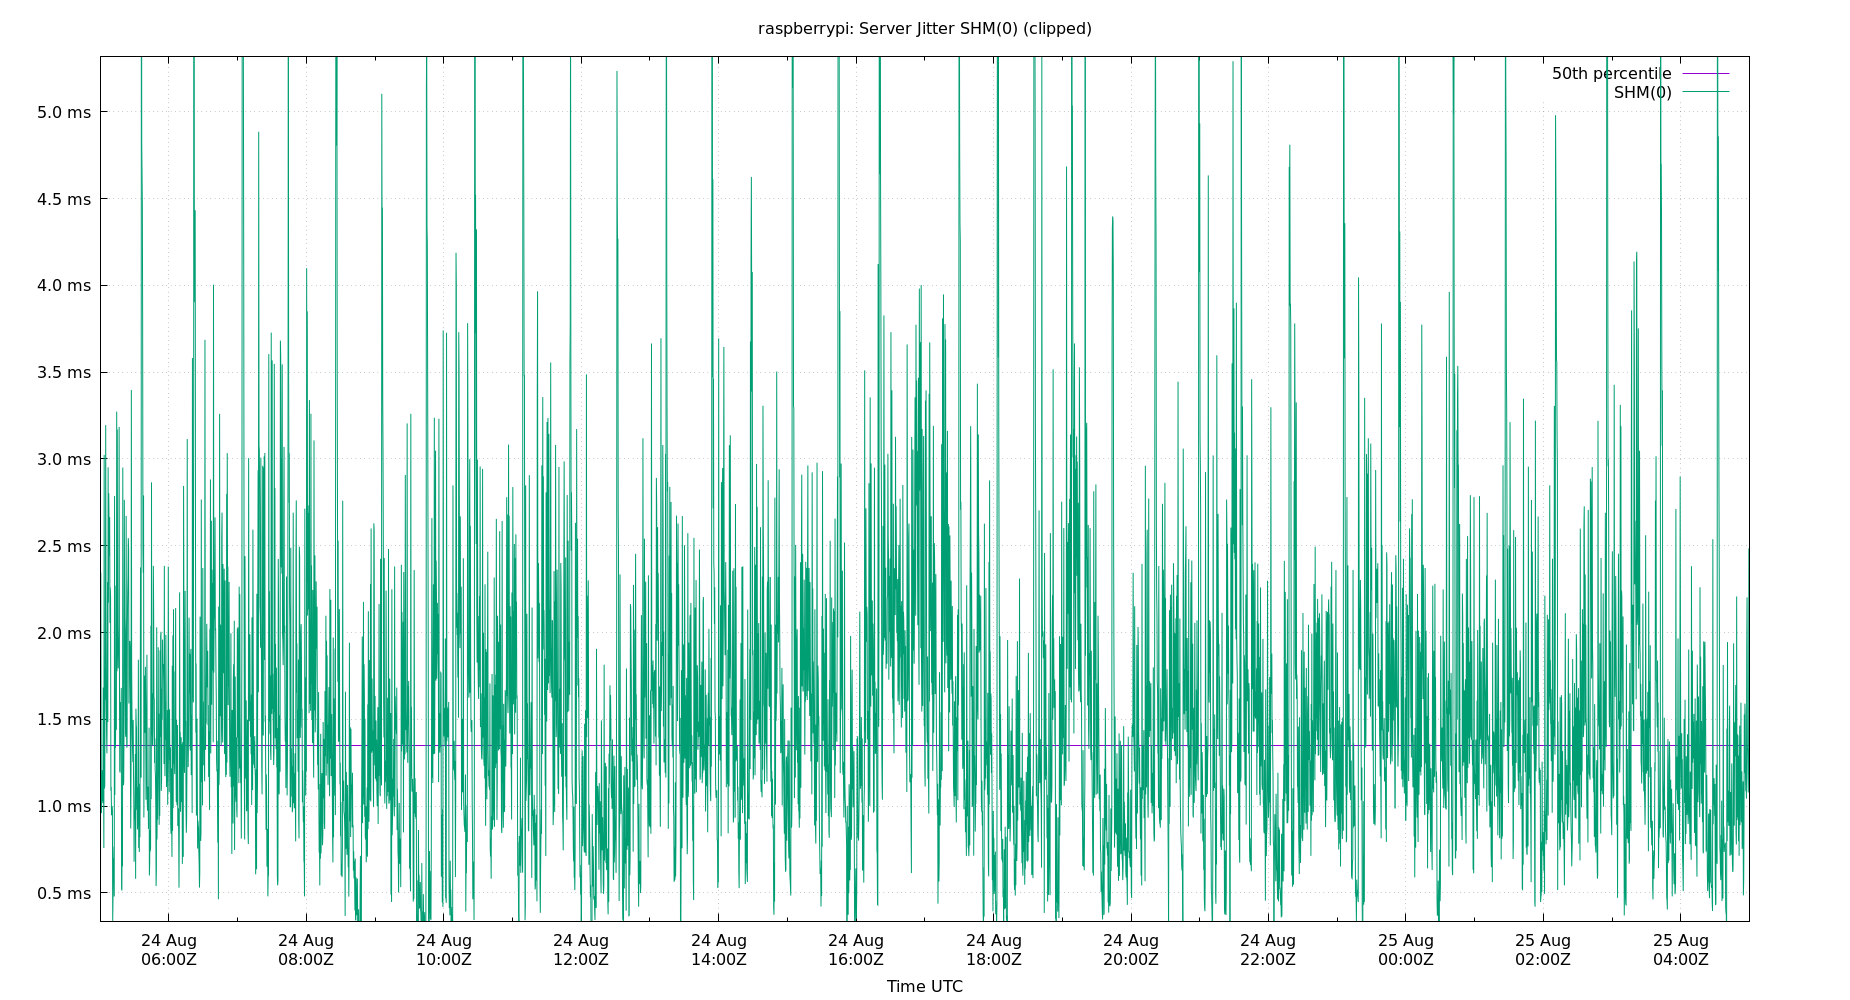 raspberrypi: Server Jitter SHM(0) (clipped)
50th percentile
SHM(0)
5.0 ms
4.5 ms
4.0 ms
3.5 ms
3.0 ms
2.5 ms
2.0 ms
1.5 ms
1.0 ms
0.5 ms
24 Aug 24 Aug 24 Aug 24 Aug 24 Aug 24 Aug 24 Aug 24 Aug 24 Aug 25 Aug 25 Aug 25 Aug
06:00Z 08:00Z 10:00Z 12:00Z 14:00Z 16:00Z 18:00Z 20:00Z 22:00Z 00:00Z 02:00Z 04:00Z
Time UTC